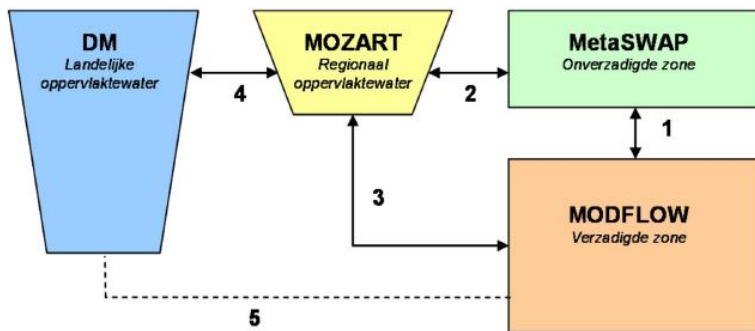 DM
Landelijke
oppervlaktewater
4
MOZART
Regionaal
oppervlaktewater
2
MetaSWAP
Onverzadigde zone
1
3
MODFLOW
Verzadigde zone
5